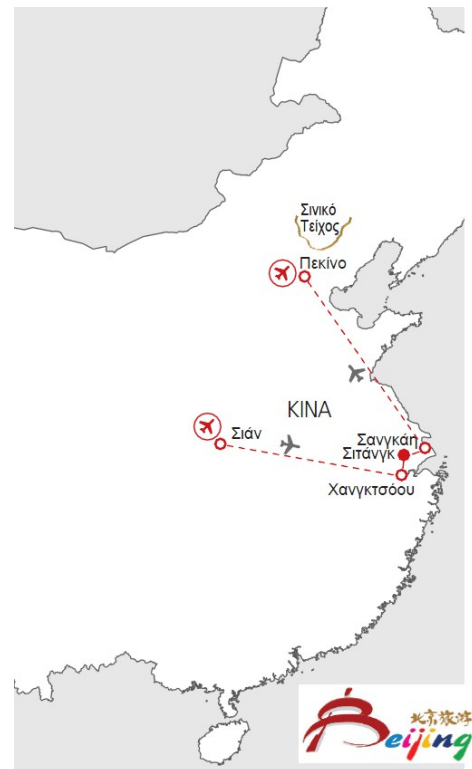 Σινικό
Τείχος
Πεκίνο
ΚΙΝΑ
Σιάν
Σανγκάη
Σιτάνγκ
Χανγκτσόου
北京旅游
Beijing